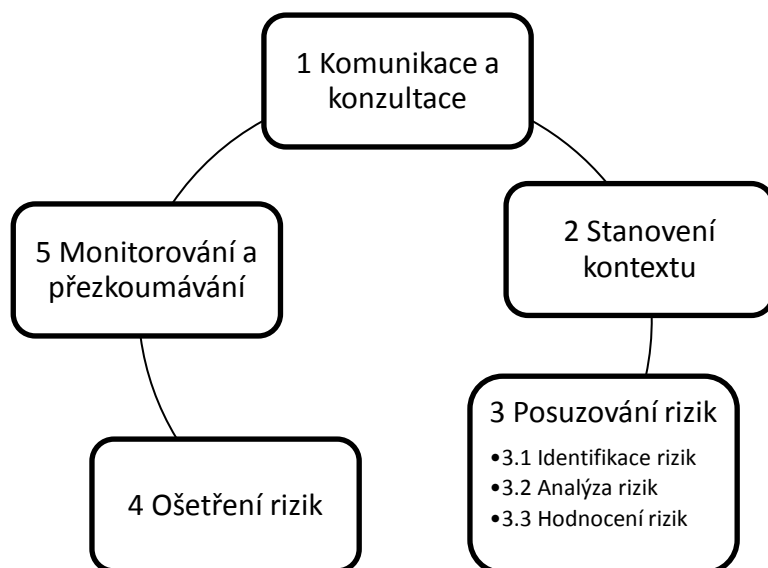 1 Komunikace a
konzultace
2 Stanovení
kontextu
3 Posuzování rizik
•3.1 Identifikace rizik
•3.2 Analýza rizik
•3.3 Hodnocení rizik
4 Ošetření rizik
5 Monitorování a
přezkoumávání